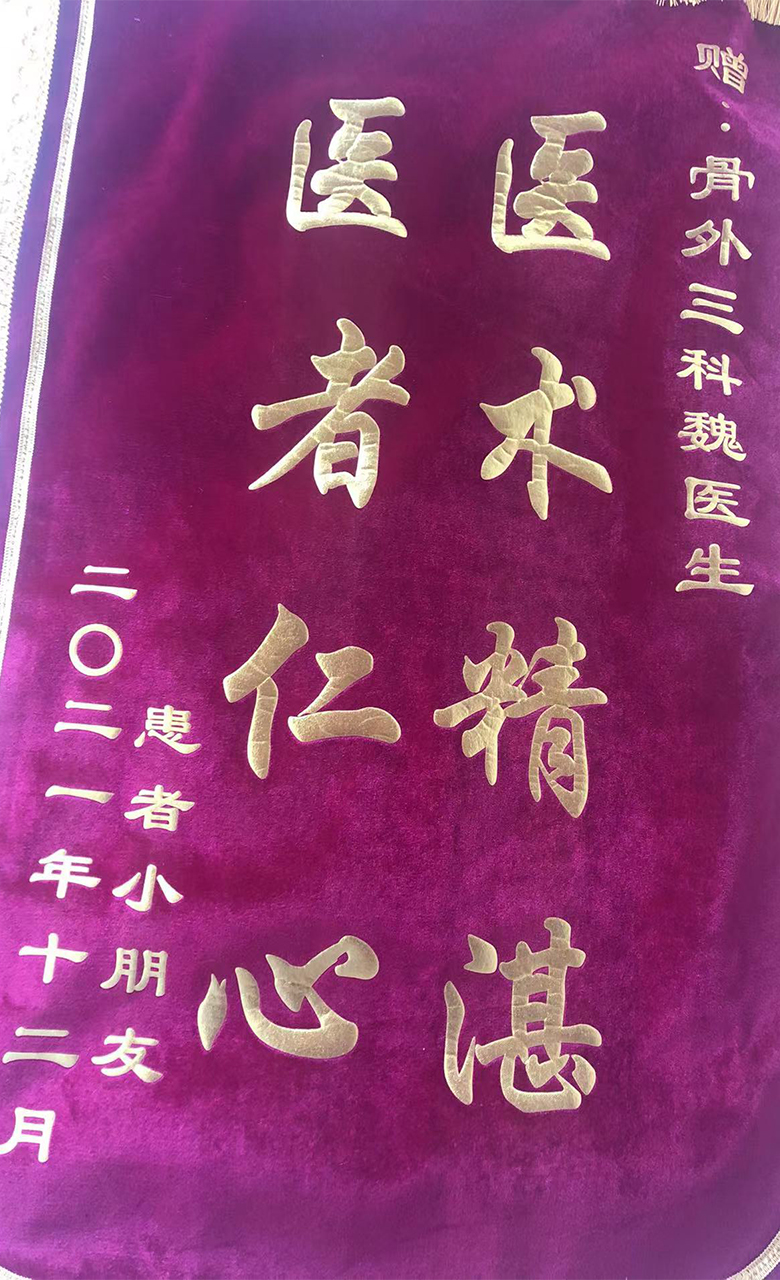 赠：骨外三科魏医生
医术精湛
医者仁心
患者小朋友
二〇二一年十二月